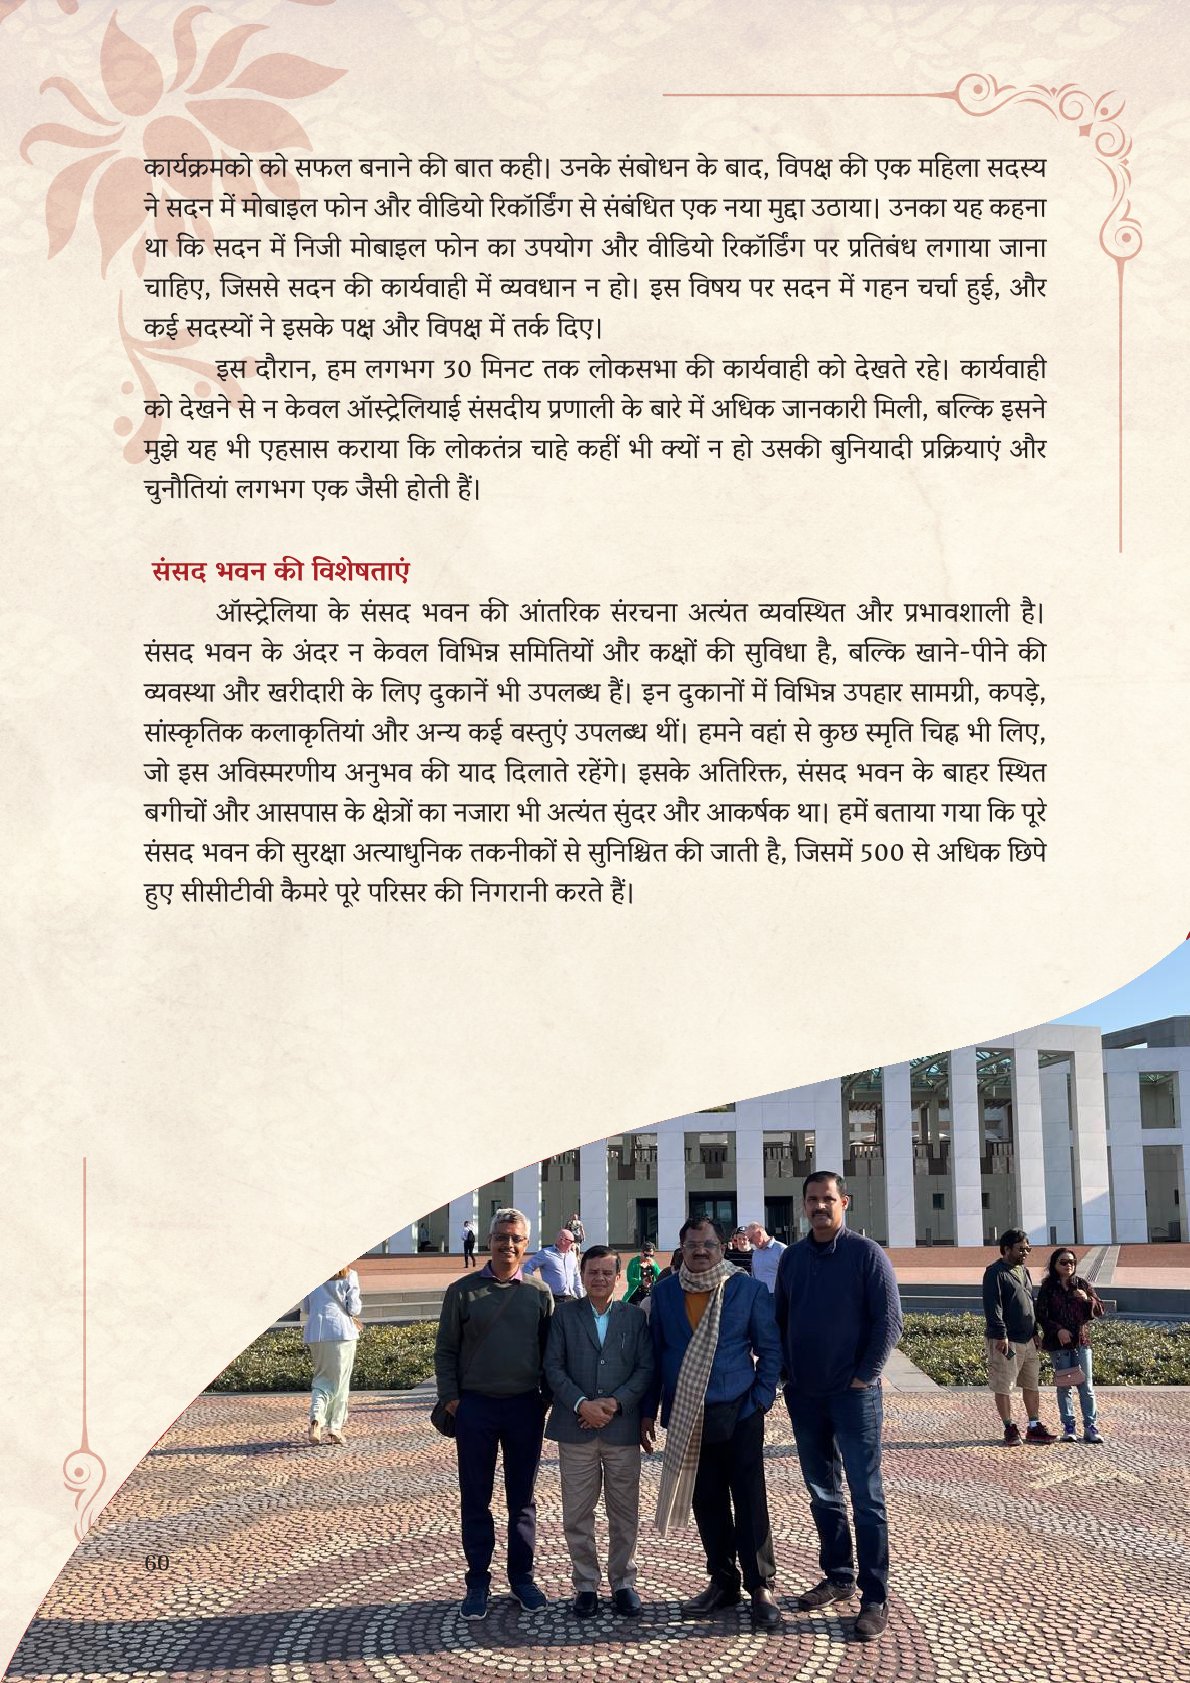 कार्यक्रमको को सफल बनाने की बात कही। उनके संबोधन के बाद, विपक्ष की एक महिला सदस्य
ने सदन में मोबाइल फोन और वीडियो रिकॉर्डिंग से संबंधित एक नया मुद्दा उठाया। उनका यह कहना
था कि सदन में निजी मोबाइल फोन का उपयोग और वीडियो रिकॉर्डिंग पर प्रतिबंध लगाया जाना
चाहिए, जिससे सदन की कार्यवाही में व्यवधान न हो। इस विषय पर सदन में गहन चर्चा हुई, और
कई सदस्यों ने इसके पक्ष और विपक्ष में तर्क दिए।
इस दौरान, हम लगभग 30 मिनट तक लोकसभा की कार्यवाही को देखते रहे। कार्यवाही
को देखने से न केवल ऑस्ट्रेलियाई संसदीय प्रणाली के बारे में अधिक जानकारी मिली, बल्कि इसने
मुझे यह भी एहसास कराया कि लोकतंत्र चाहे कहीं भी क्यों न हो उसकी बुनियादी प्रक्रियाएं और
चुनौतियां लगभग एक जैसी होती हैं।
संसद भवन की विशेषताएं
ऑस्ट्रेलिया के संसद भवन की आंतरिक संरचना अत्यंत व्यवस्थित और प्रभावशाली है।
संसद भवन के अंदर न केवल विभिन्न समितियों और कक्षों की सुविधा है, बल्कि खाने-पीने की
व्यवस्था और खरीदारी के लिए दुकानें भी उपलब्ध हैं। इन दुकानों में विभिन्न उपहार सामग्री, कपड़े,
सांस्कृतिक कलाकृतियां और अन्य कई वस्तुएं उपलब्ध थीं। हमने वहां से कुछ स्मृति चिह्न भी लिए,
जो इस अविस्मरणीय अनुभव की याद दिलाते रहेंगे। इसके अतिरिक्त, संसद भवन के बाहर स्थित
बगीचों और आसपास के क्षेत्रों का नजारा भी अत्यंत सुंदर और आकर्षक था। हमें बताया गया कि पूरे
संसद भवन की सुरक्षा अत्याधुनिक तकनीकों से सुनिश्चित की जाती है, जिसमें 500 से अधिक छिपे
हुए सीसीटीवी कैमरे पूरे परिसर की निगरानी करते हैं।
60